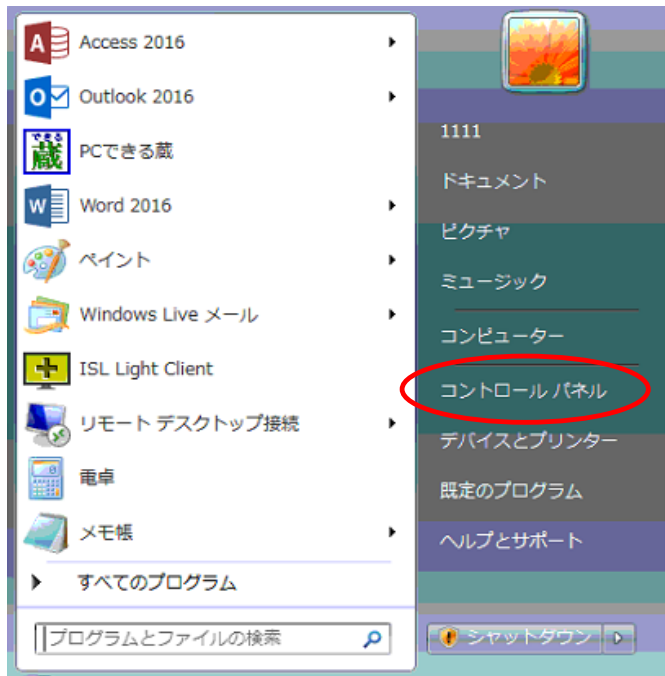 Access 2016
Outlook 2016
PCできる蔵
Word 2016
ペイント
Windows Live メール
ISL Light Client
リモート デスクトップ接続
電卓
メモ帳
すべてのプログラム
プログラムとファイルの検索
1111
ドキュメント
ピクチャ
ミュージック
コンピューター
コントロール パネル
デバイスとプリンター
既定のプログラム
ヘルプとサポート
シャットダウン